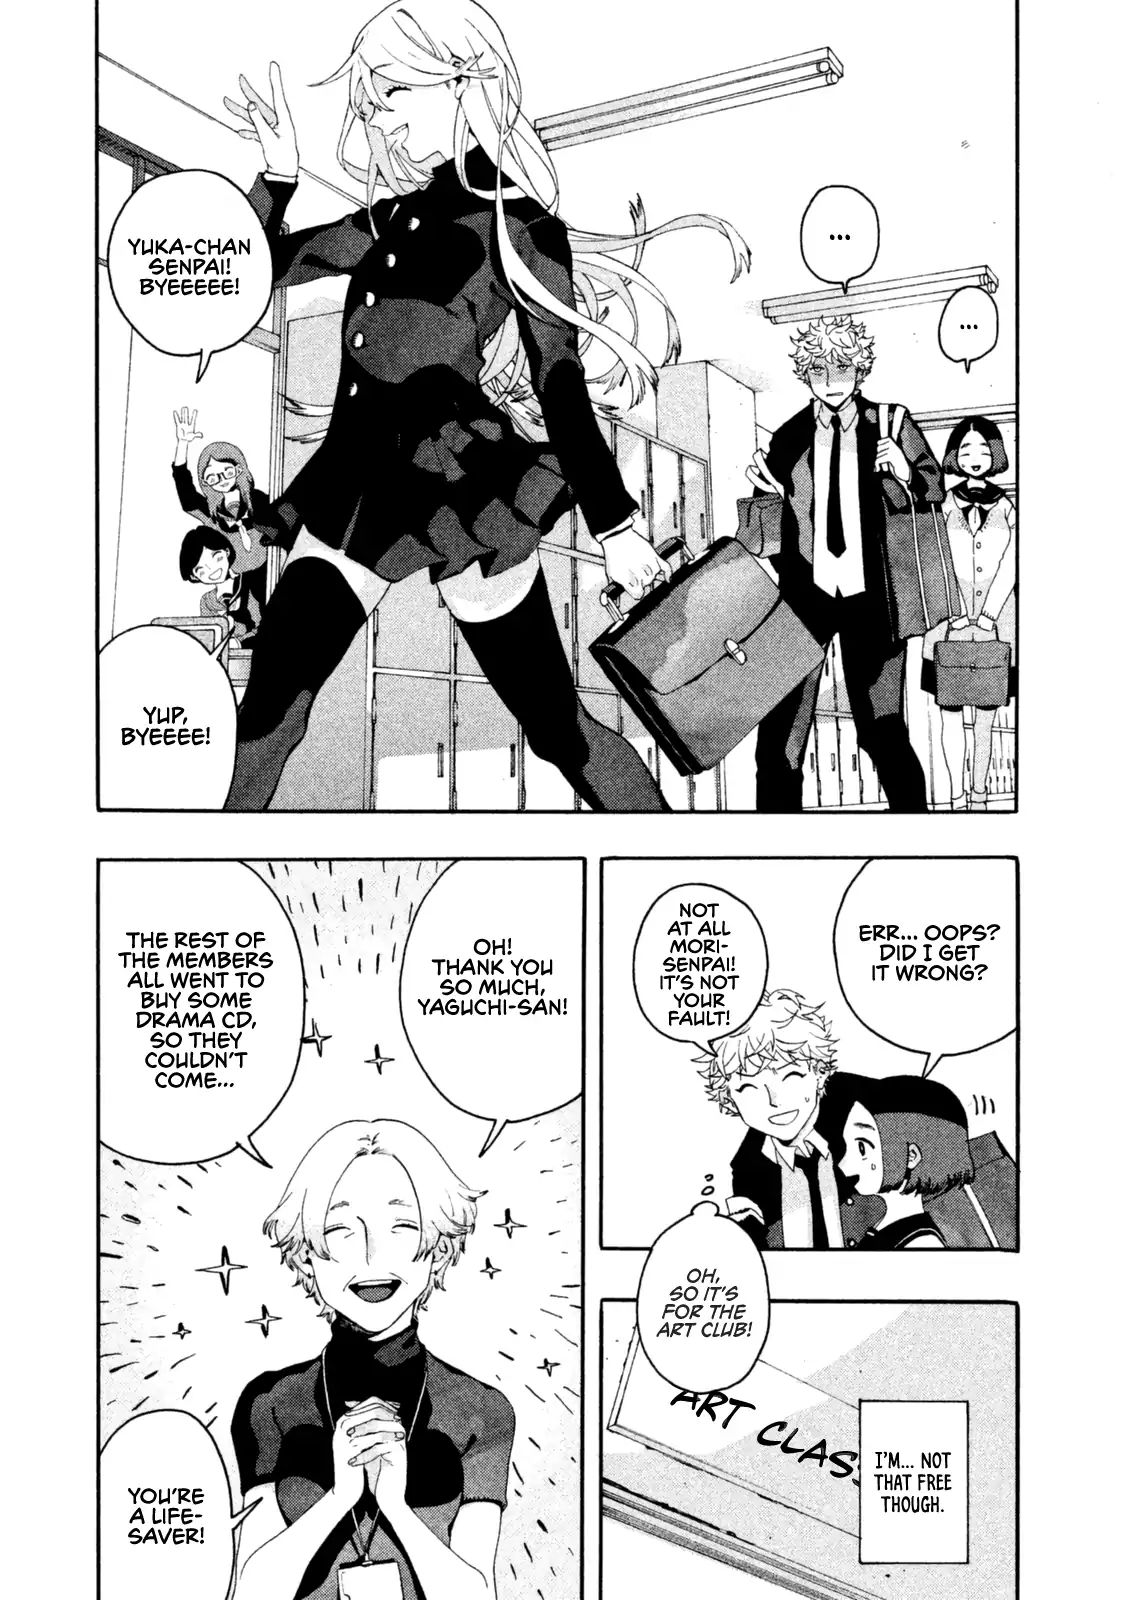 YUKA-CHAN
SENPAI!
BYEEEEE!
...
...
YUP,
BYEEEE!
ERR... OOPS?
DID I GET
IT WRONG?
NOT
AT ALL
MORI-
SENPAI!
IT'S NOT
YOUR
FAULT!
OH!
THANK YOU
SO MUCH,
YAGUCHI-SAN!
THE REST OF
THE MEMBERS
ALL WENT TO
BUY SOME
DRAMA CD,
SO THEY
COULDN'T
COME...
YOU'RE
A LIFE-
SAVER!
OH,
SO IT'S
FOR THE
ART CLUB!
ART CLASS
I'M... NOT
THAT FREE
THOUGH.